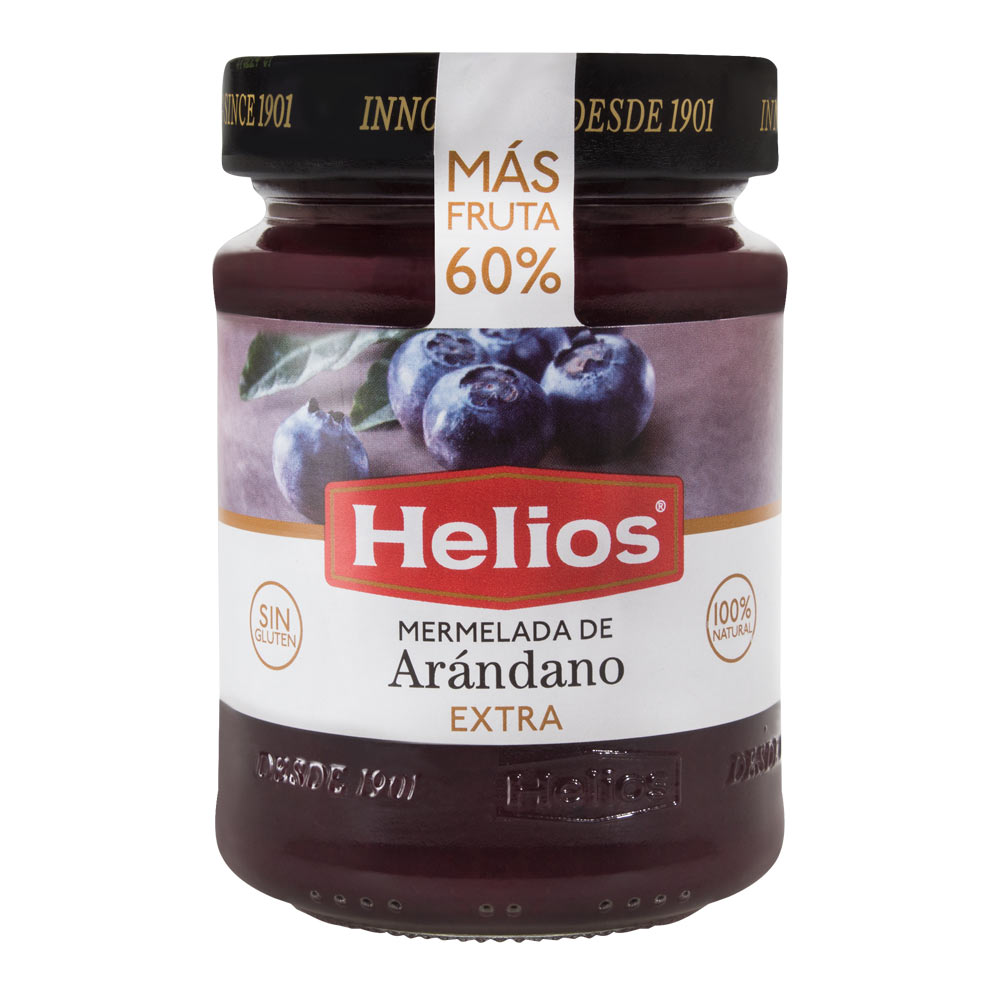 SINCE 1901
INNO
DESDE 1901
MÁS
FRUTA
60%
Helios®
SIN
GLUTEN
100%
NATURAL
MERMELADA DE
Arándano
EXTRA
DESDE 1901
Helios